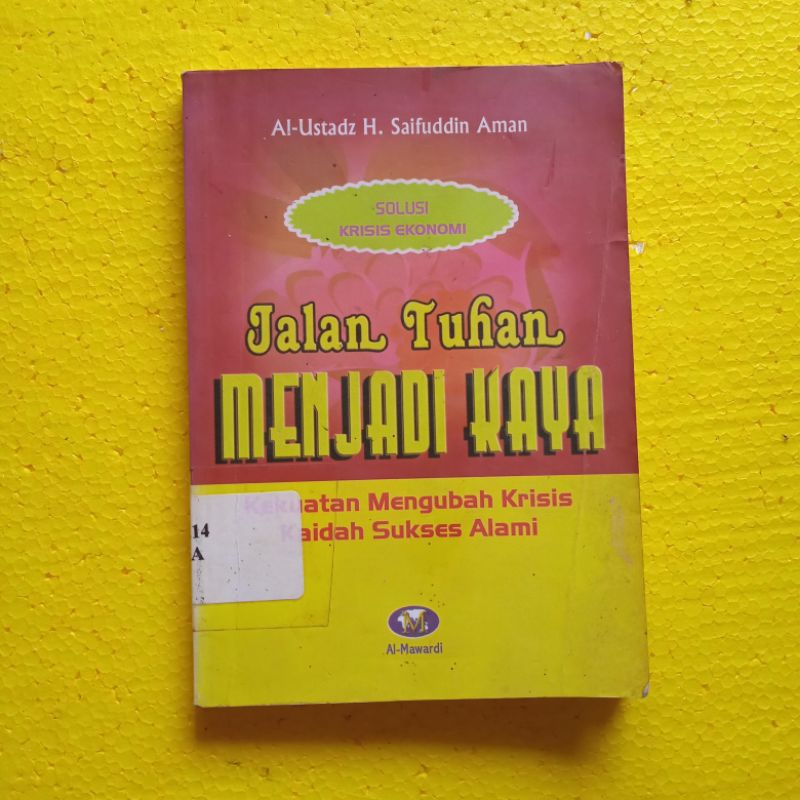 Al-Ustadz H. Saifuddin Aman
SOLUSI
KRISIS EKONOMI
Jalan Tuhan
MENJADI KAYA
Kekuatan Mengubah Krisis
Kaidah Sukses Alami
14
A
M
Al-Mawardi